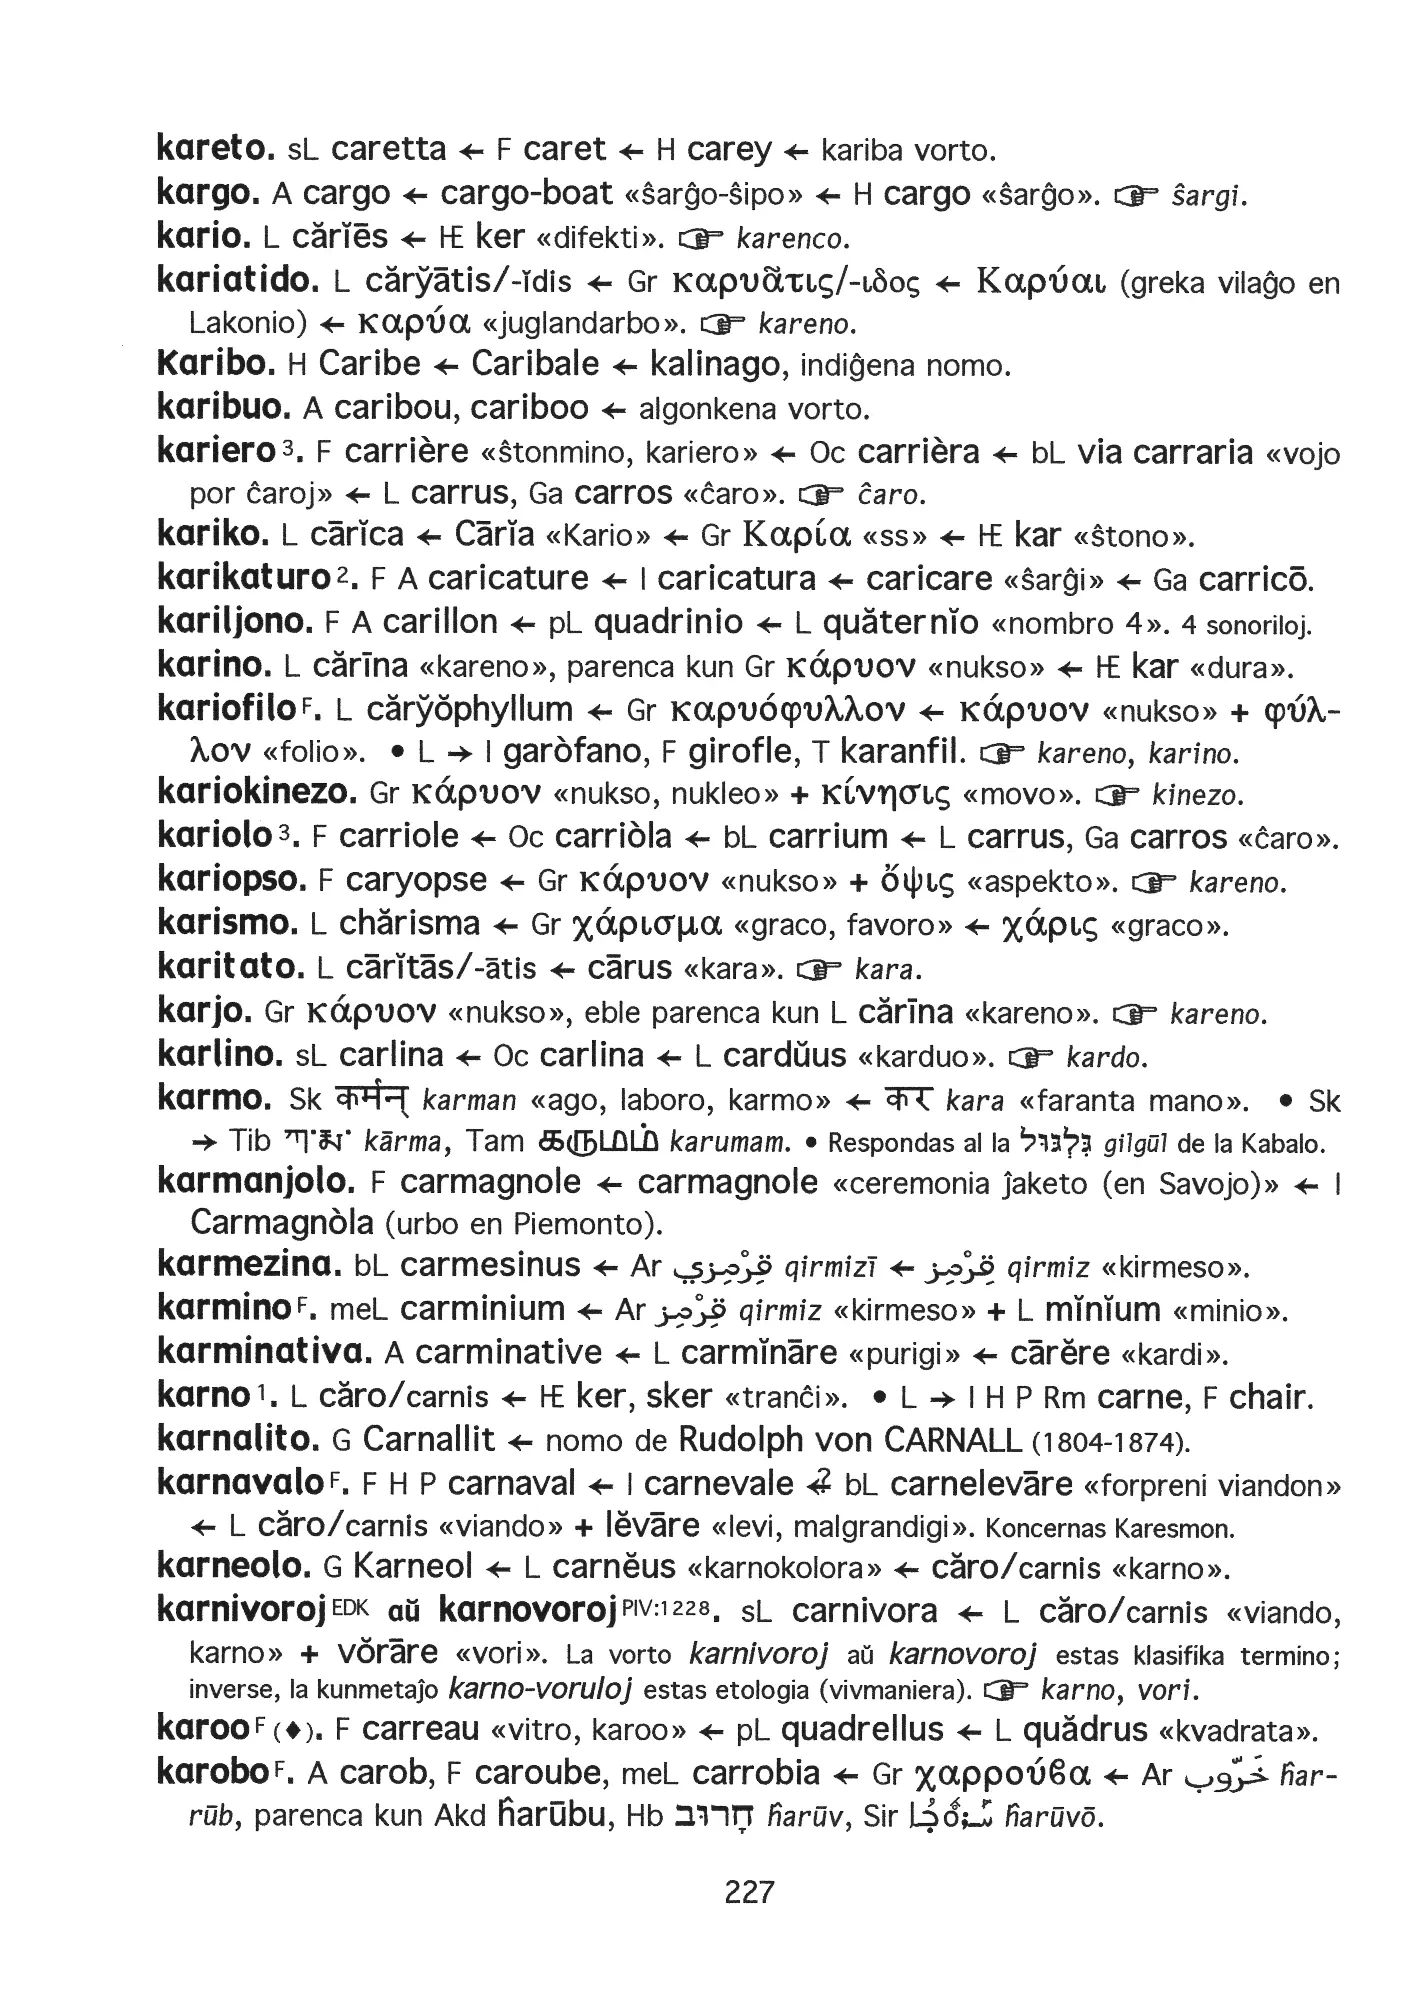 kareto. sL caretta ← F caret ← H carey ← kariba vorto.
kargo. A cargo ← cargo-boat «ŝarĝo-ŝipo» ← H cargo «ŝarĝo». ☞ ŝargi.
kario. L cărĭēs ← IE ker «difekti». ☞ karenco.
kariatido. L cărўātis/-ĭdis ← Gr καρυᾶτις/-ιδος ← Καρύαι (greka vilaĝo en
Lakonio) ← καρύα «juglandarbo». ☞ kareno.
Karibo. H Caribe ← Caribale ← kalinago, indiĝena nomo.
karibuo. A caribou, cariboo ← algonkena vorto.
kariero 3. F carrière «ŝtonmino, kariero» ← Oc carrièra ← bL via carraria «vojo
por ĉaroj» ← L carrus, Ga carros «ĉaro». ☞ ĉaro.
kariko. L cārĭca ← Cārĭa «Kario» ← Gr Καρία «ss» ← IE kar «ŝtono».
karikaturo 2. F A caricature ← I caricatura ← caricare «ŝarĝi» ← Ga carricō.
kariljono. F A carillon ← pL quadrinio ← L quăternĭo «nombro 4». 4 sonoriloj.
karino. L cărīna «kareno», parenca kun Gr κάρυον «nukso» ← IE kar «dura».
kariofilo F. L cărўŏphyllum ← Gr καρυόφυλλον ← κάρυον «nukso» + φύλ-
λον «folio». • L → I garòfano, F girofle, T karanfil. ☞ kareno, karino.
kariokinezo. Gr κάρυον «nukso, nukleo» + κίνησις «movo». ☞ kinezo.
kariolo 3. F carriole ← Oc carriòla ← bL carrium ← L carrus, Ga carros «ĉaro».
kariopso. F caryopse ← Gr κάρυον «nukso» + ὄψις «aspekto». ☞ kareno.
karismo. L chărisma ← Gr χάρισμα «graco, favoro» ← χάρις «graco».
karitato. L cārĭtās/-ātis ← cārus «kara». ☞ kara.
karjo. Gr κάρυον «nukso», eble parenca kun L cărīna «kareno». ☞ kareno.
karlino. sL carlina ← Oc carlina ← L cardŭus «karduo». ☞ kardo.
karmo. Sk कर्मन् karman «ago, laboro, karmo» ← कर kara «faranta mano». • Sk
→ Tib kārma, Tam கருமம் karumam. • Respondas al la גִּלְגּוּל gilgūl de la Kabalo.
karmanjolo. F carmagnole ← carmagnole «ceremonia ĵaketo (en Savojo)» ← I
Carmagnòla (urbo en Piemonto).
karmezina. bL carmesinus ← Ar قِرْمِزي qirmizī ← قِرْمِز qirmiz «kirmeso».
karmino F. meL carminium ← Ar قِرْمِز qirmiz «kirmeso» + L mĭnĭum «minio».
karminativa. A carminative ← L carmĭnāre «purigi» ← cārĕre «kardi».
karno 1. L căro/carnis ← IE ker, sker «tranĉi». • L → I H P Rm carne, F chair.
karnalito. G Carnallit ← nomo de Rudolph von CARNALL (1804-1874).
karnavalo F. F H P carnaval ← I carnevale ←? bL carnelevāre «forpreni viandon»
← L căro/carnis «viando» + lĕvāre «levi, malgrandigi». Koncernas Karesmon.
karneolo. G Karneol ← L carnĕus «karnokolora» ← căro/carnis «karno».
karnivoroj EDK aŭ karnovoroj PIV:1228. sL carnivora ← L căro/carnis «viando,
karno» + vŏrāre «vori». La vorto karnivoroj aŭ karnovoroj estas klasifika termino;
inverse, la kunmetaĵo karno-voruloj estas etologia (vivmaniera). ☞ karno, vori.
karoo F (♦). F carreau «vitro, karoo» ← pL quadrellus ← L quădrus «kvadrata».
karobo F. A carob, F caroube, meL carrobia ← Gr χαρρούϐα ← Ar خَرّوب ĥar-
rūb, parenca kun Akd ĥarūbu, Hb חָרוּב ĥarūv, Sir ĥarūvō.
227